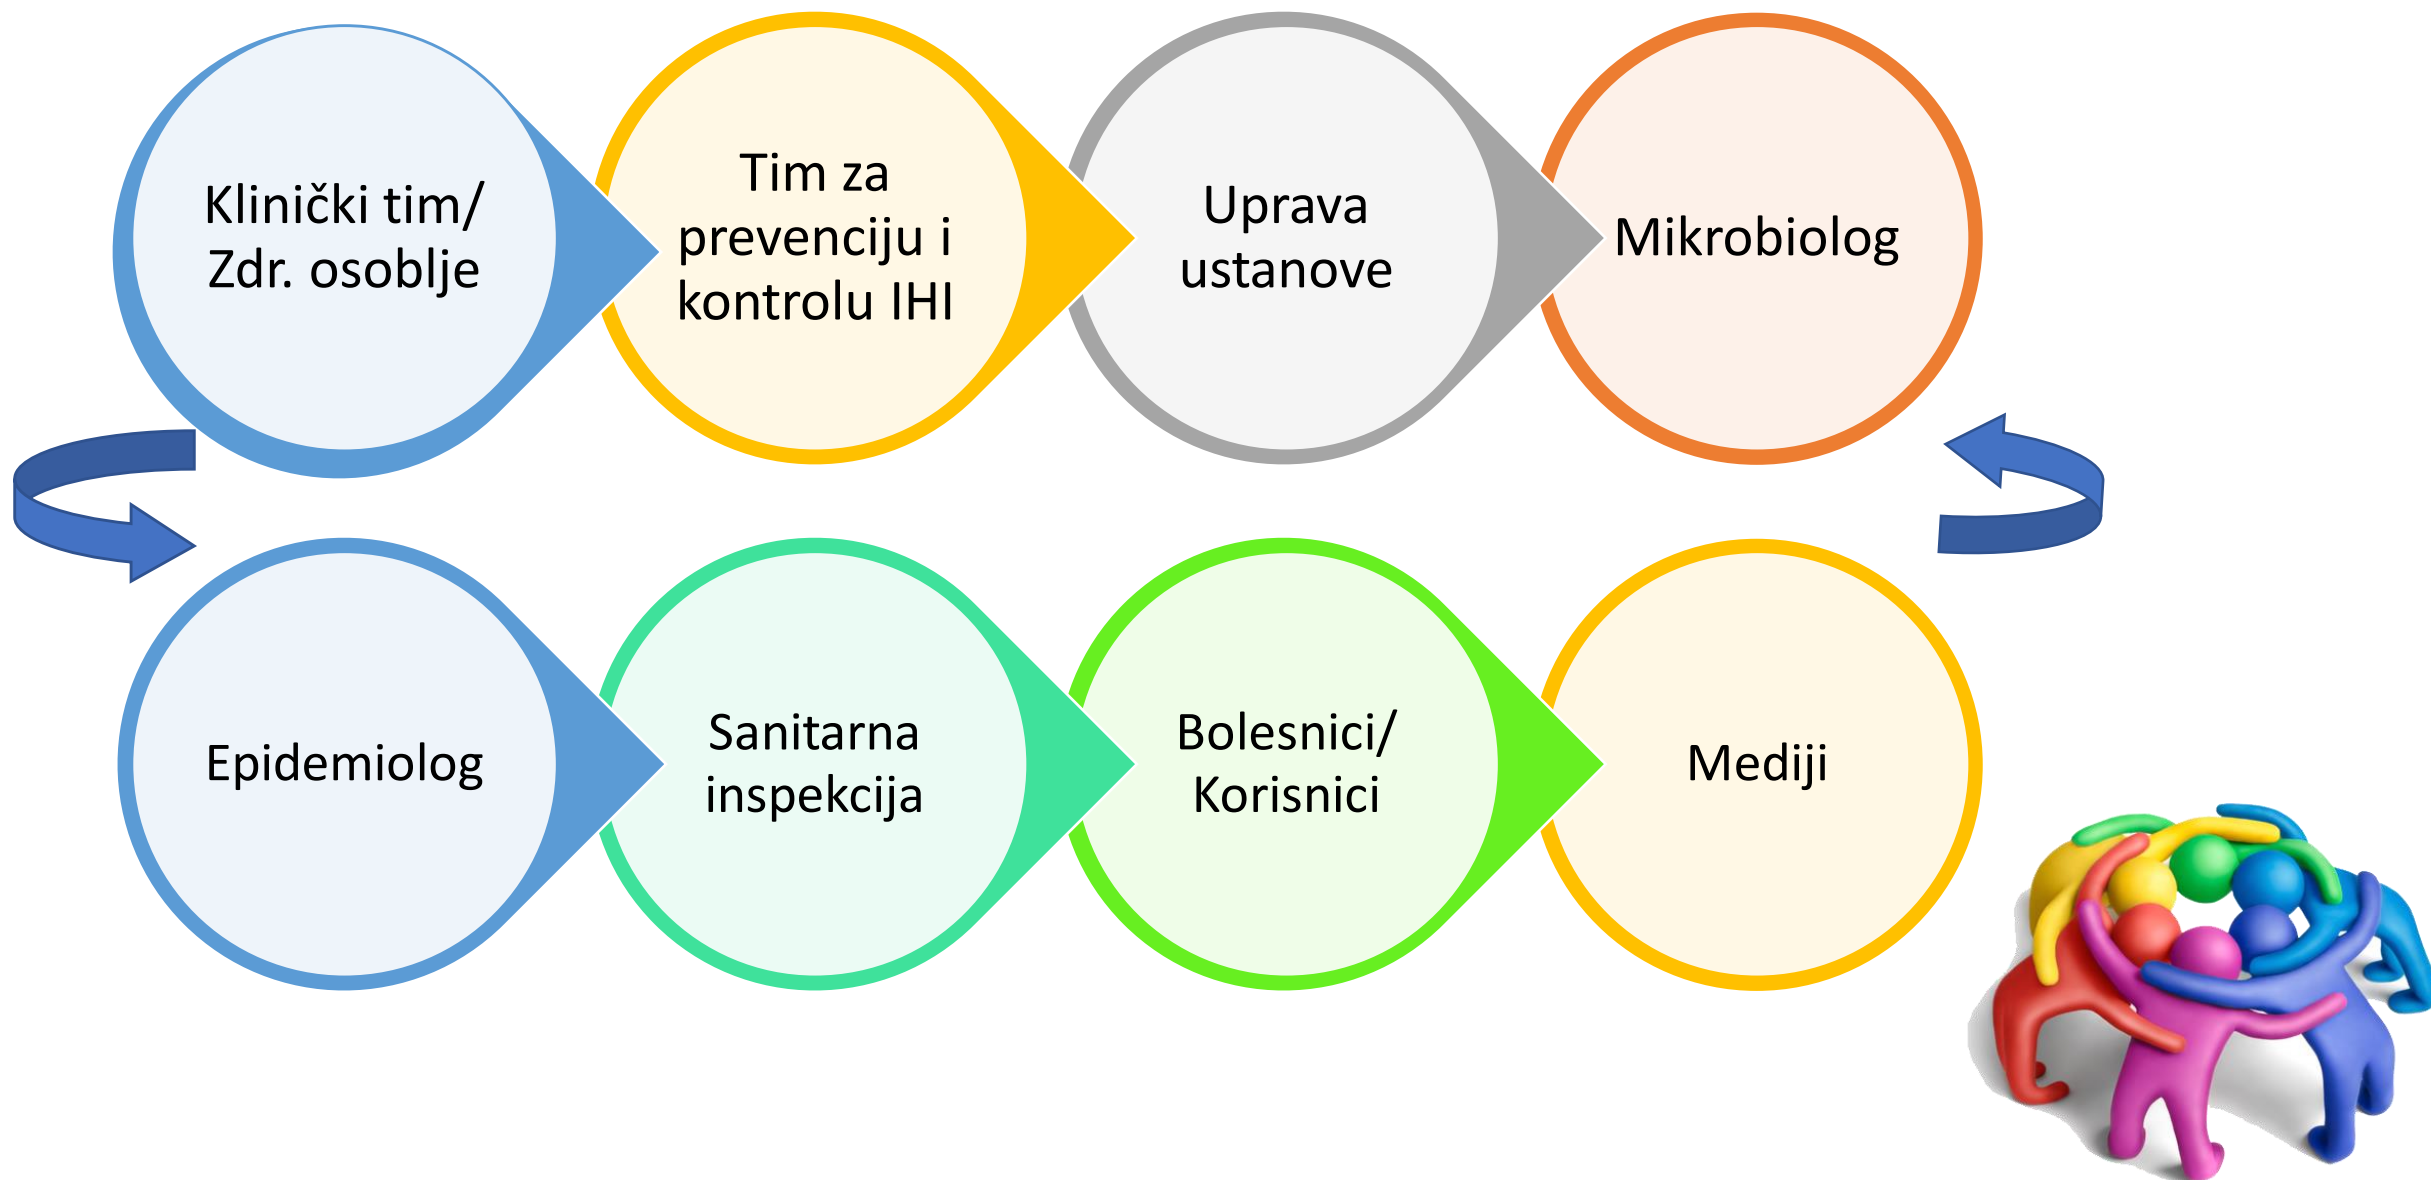 Klinički tim/
Zdr. osoblje
Tim za
prevenciju i
kontrolu IHI
Uprava
ustanove
Mikrobiolog
Epidemiolog
Sanitarna
inspekcija
Bolesnici/
Korisnici
Mediji